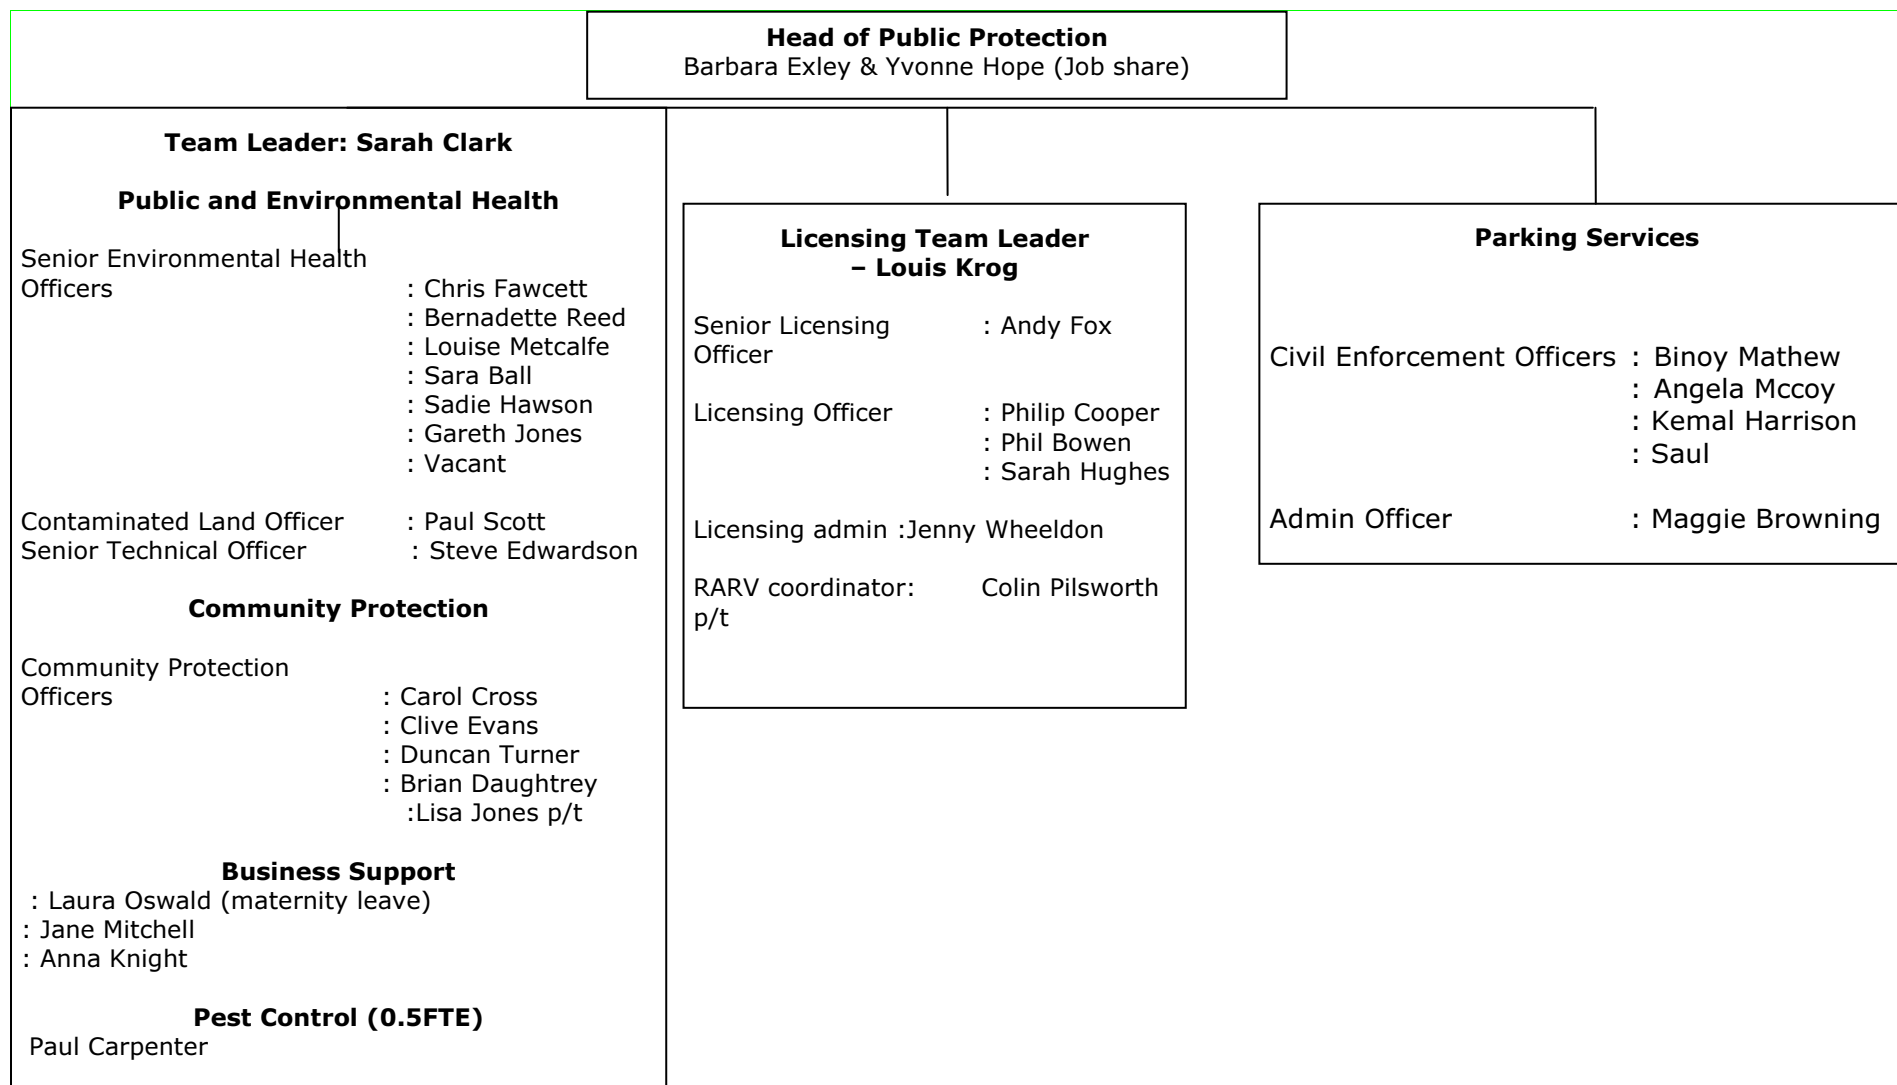 Head of Public Protection
Barbara Exley & Yvonne Hope (Job share)
Team Leader: Sarah Clark
Public and Environmental Health
Senior Environmental Health
Officers : Chris Fawcett
: Bernadette Reed
: Louise Metcalfe
: Sara Ball
: Sadie Hawson
: Gareth Jones
: Vacant
Contaminated Land Officer : Paul Scott
Senior Technical Officer : Steve Edwardson
Community Protection
Community Protection
Officers : Carol Cross
: Clive Evans
: Duncan Turner
: Brian Daughtrey
:Lisa Jones p/t
Business Support
: Laura Oswald (maternity leave)
: Jane Mitchell
: Anna Knight
Pest Control (0.5FTE)
Paul Carpenter
Licensing Team Leader
– Louis Krog
Senior Licensing : Andy Fox
Officer
Licensing Officer : Philip Cooper
: Phil Bowen
: Sarah Hughes
Licensing admin :Jenny Wheeldon
RARV coordinator: Colin Pilsworth
p/t
Parking Services
Civil Enforcement Officers : Binoy Mathew
: Angela Mccoy
: Kemal Harrison
: Saul
Admin Officer : Maggie Browning